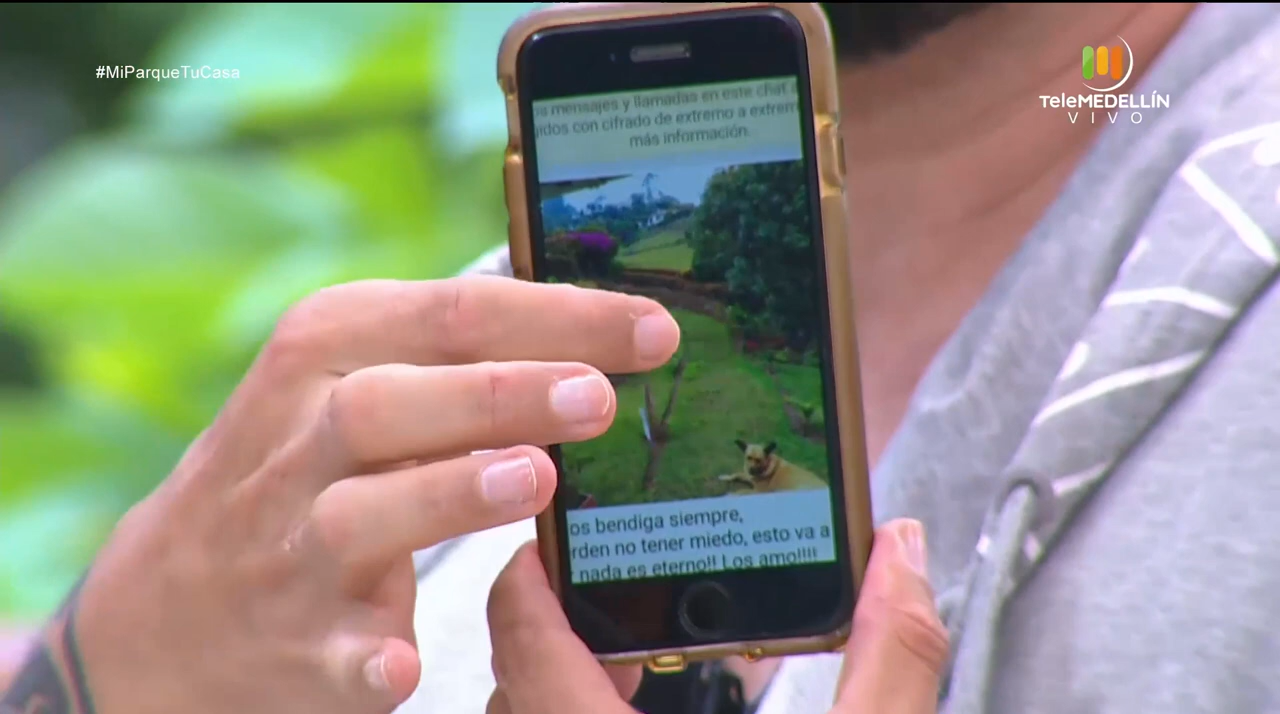 #MiParqueTuCasa
TeleMEDELLÍN
VIVO
mensajes y llamadas en este chat
gidos con cifrado de extremo a extrem
más información.
os bendiga siempre,
rden no tener miedo, esto va a
nada es eterno!! Los amo!!!!